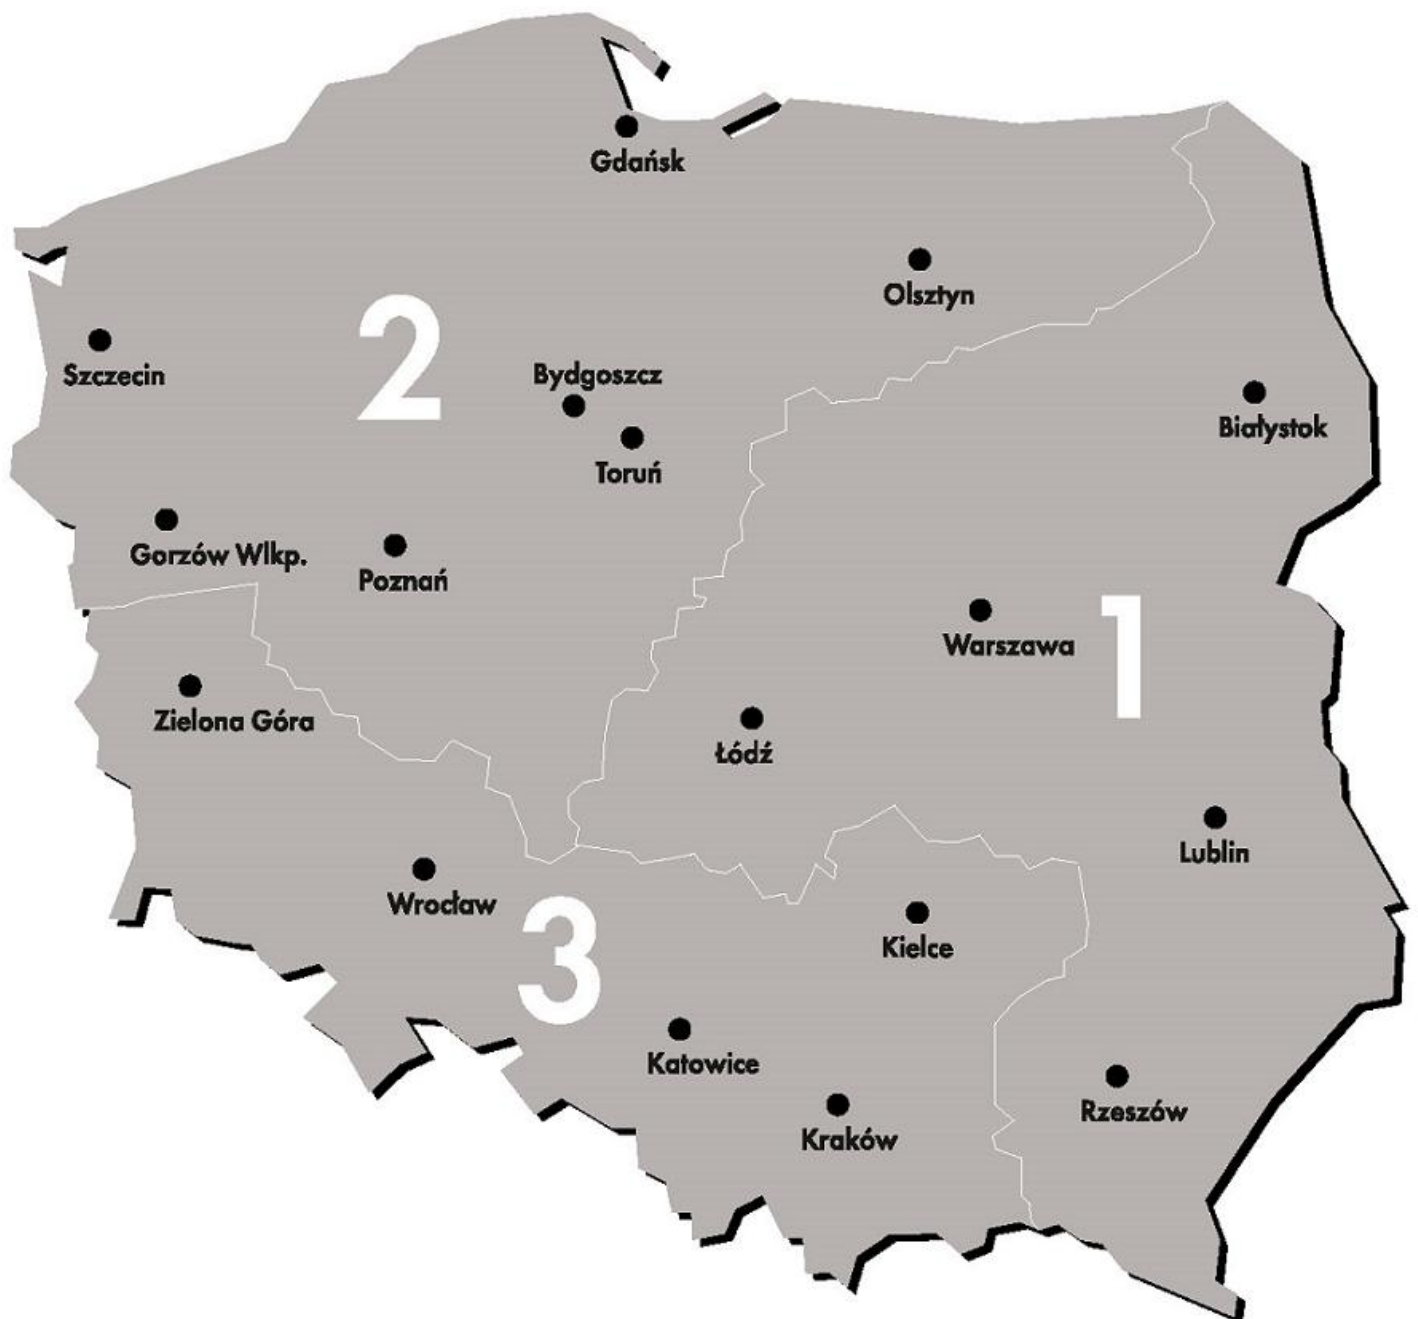 Gdańsk
Olsztyn
2
Szczecin
Bydgoszcz
Białystok
Toruń
Gorzów Wlkp.
Poznań
1
Warszawa
Zielona Góra
Łódź
Lublin
Wrocław
3
Kielce
Katowice
Rzeszów
Kraków